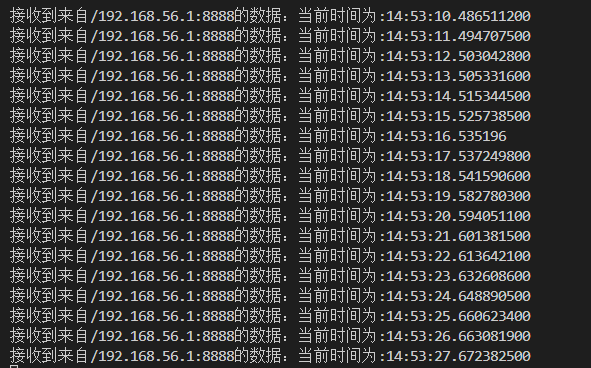 接收到来自/192.168.56.1:8888的数据：当前时间为:14:53:10.486511200
接收到来自/192.168.56.1:8888的数据：当前时间为:14:53:11.494707500
接收到来自/192.168.56.1:8888的数据：当前时间为:14:53:12.503042800
接收到来自/192.168.56.1:8888的数据：当前时间为:14:53:13.505331600
接收到来自/192.168.56.1:8888的数据：当前时间为:14:53:14.515344500
接收到来自/192.168.56.1:8888的数据：当前时间为:14:53:15.525738500
接收到来自/192.168.56.1:8888的数据：当前时间为:14:53:16.535196
接收到来自/192.168.56.1:8888的数据：当前时间为:14:53:17.537249800
接收到来自/192.168.56.1:8888的数据：当前时间为:14:53:18.541590600
接收到来自/192.168.56.1:8888的数据：当前时间为:14:53:19.582780300
接收到来自/192.168.56.1:8888的数据：当前时间为:14:53:20.594051100
接收到来自/192.168.56.1:8888的数据：当前时间为:14:53:21.601381500
接收到来自/192.168.56.1:8888的数据：当前时间为:14:53:22.613642100
接收到来自/192.168.56.1:8888的数据：当前时间为:14:53:23.632608600
接收到来自/192.168.56.1:8888的数据：当前时间为:14:53:24.648890500
接收到来自/192.168.56.1:8888的数据：当前时间为:14:53:25.660623400
接收到来自/192.168.56.1:8888的数据：当前时间为:14:53:26.663081900
接收到来自/192.168.56.1:8888的数据：当前时间为:14:53:27.672382500